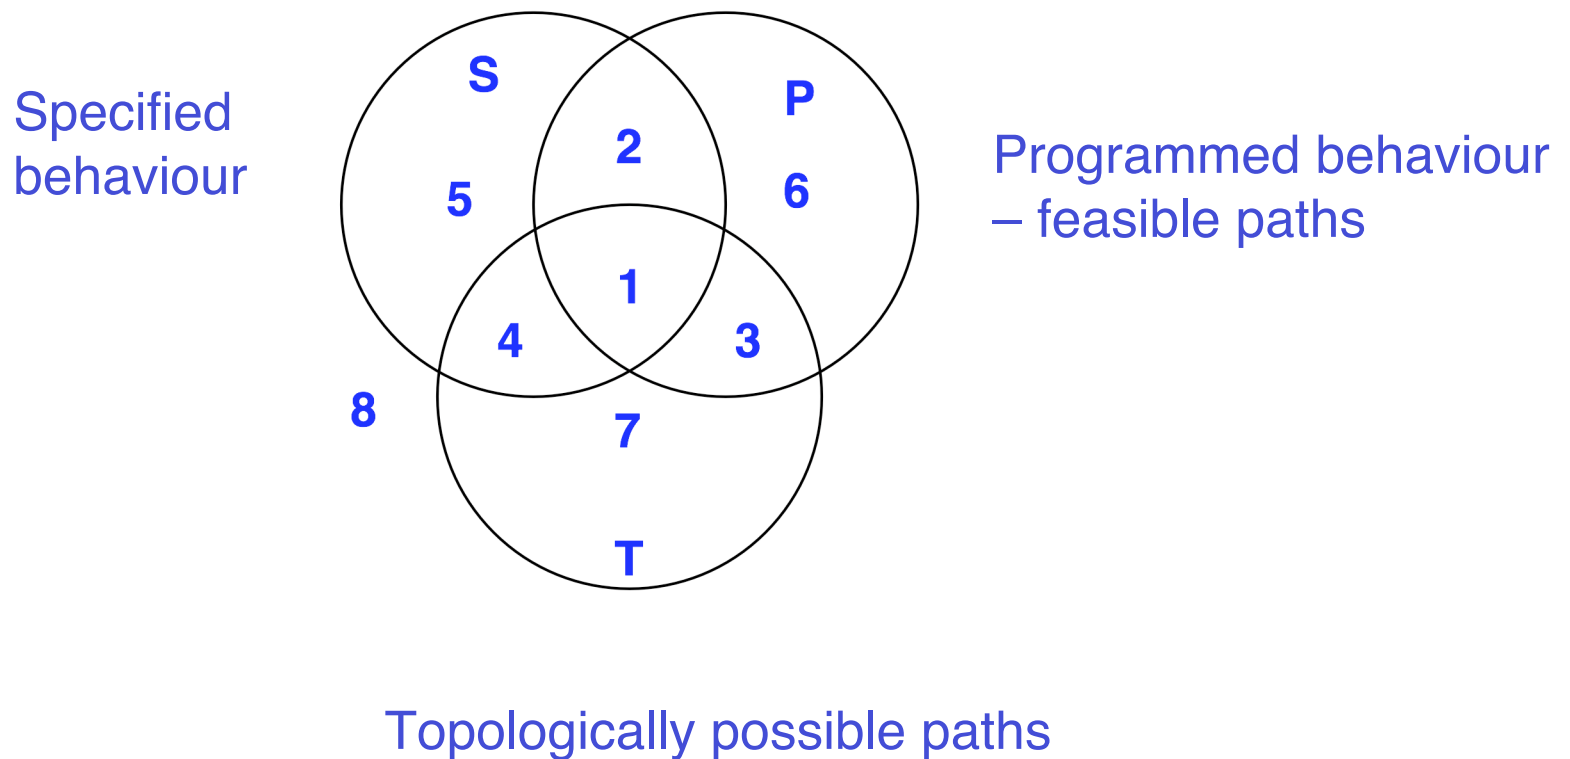 S
P
Specified
behaviour
2
Programmed behaviour
– feasible paths
5
6
1
4
3
8
7
T
Topologically possible paths